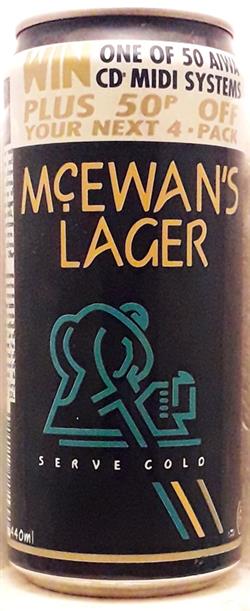 WIN ONE OF 50 AIWA
CD MIDI SYSTEMS
PLUS 50P OFF
YOUR NEXT 4·PACK
McEWAN'S
LAGER
SERVE COLD
440ml